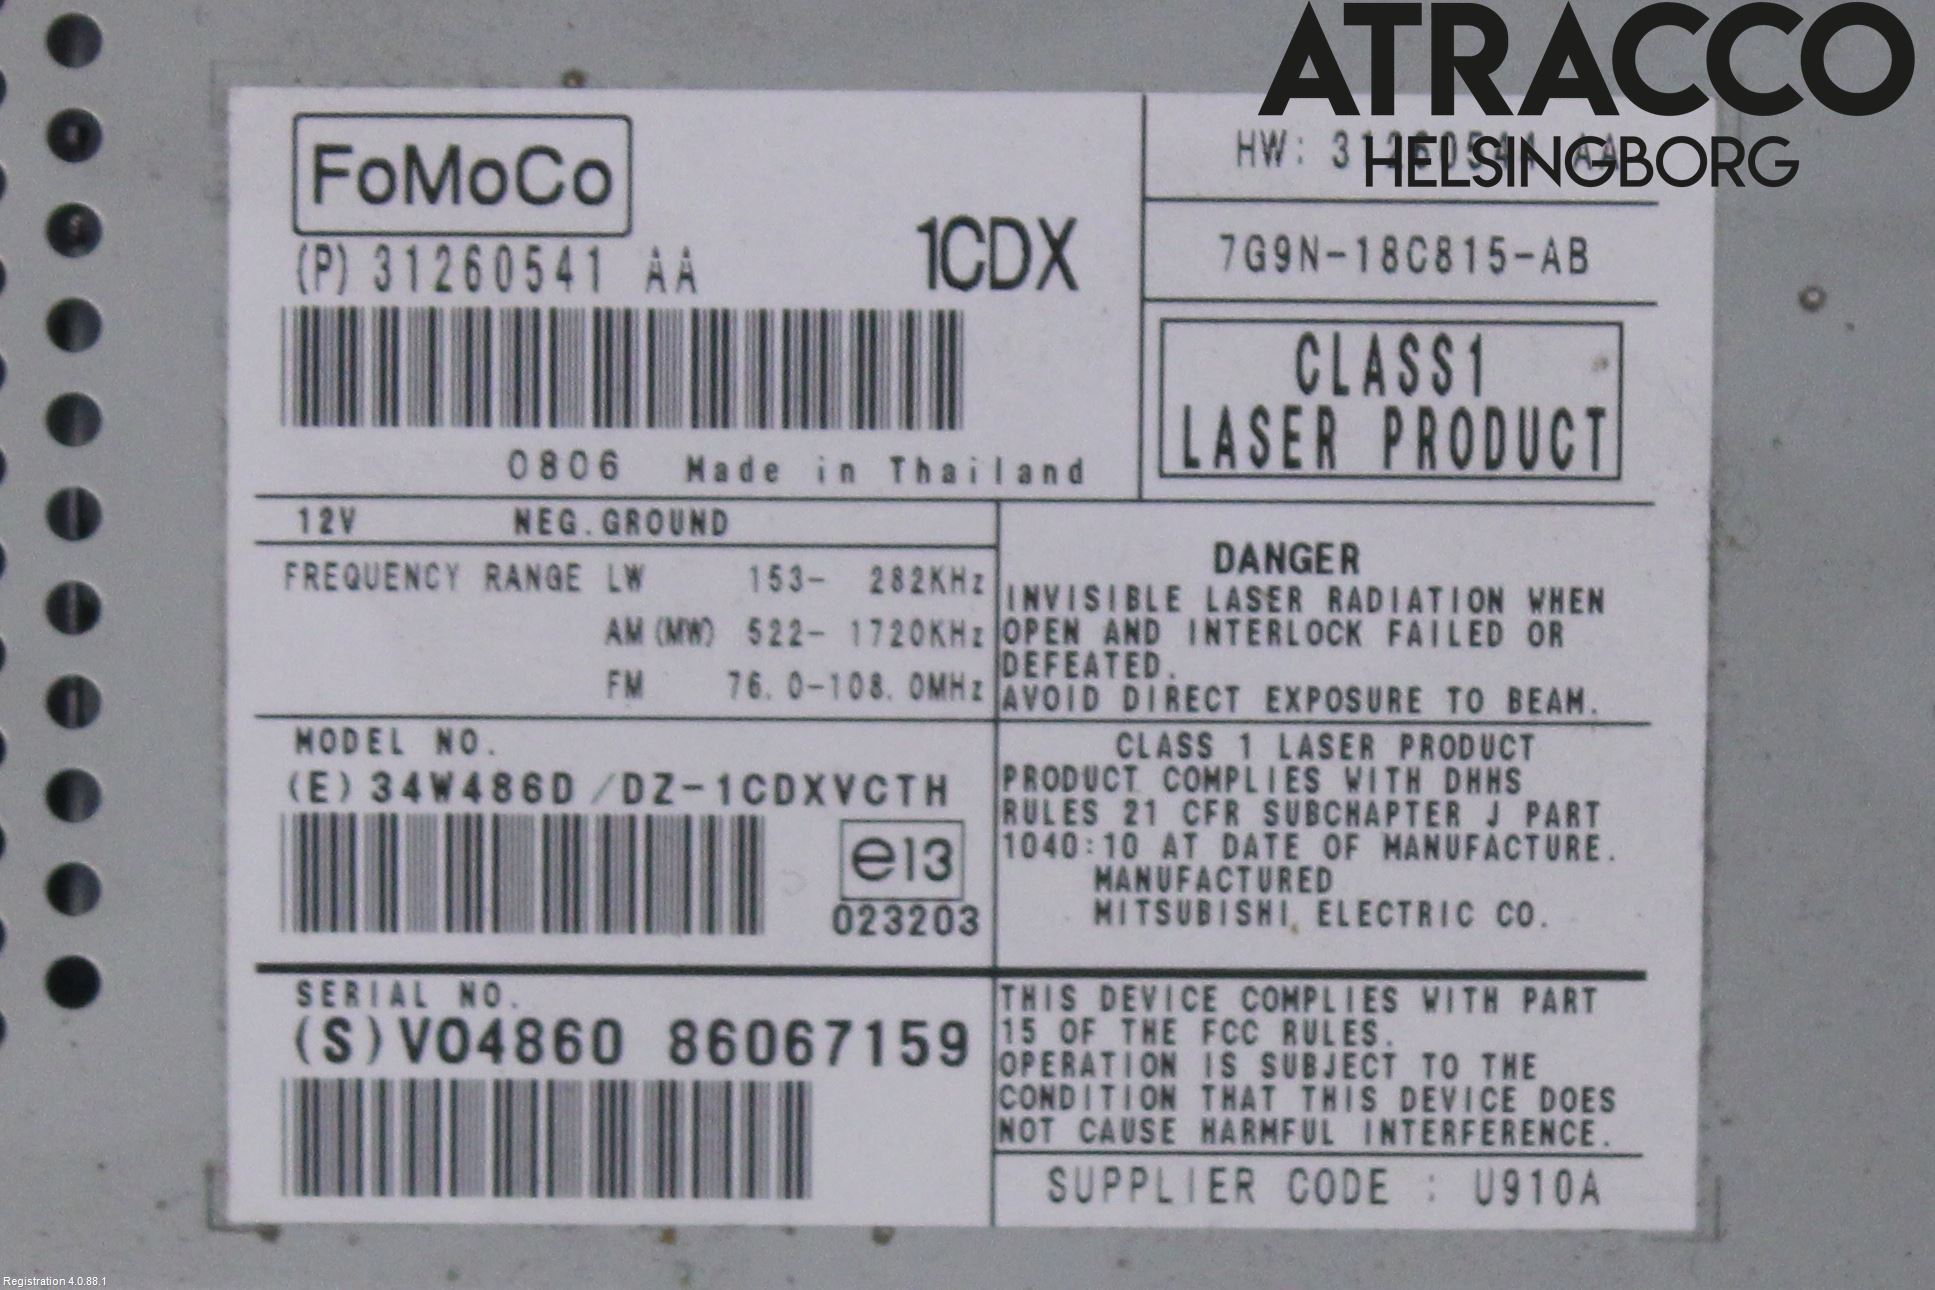 ATRACCO
HELSINGBORG
FoMoCo
(P) 31260541 AA
1CDX
HW: 31260541 AA
7G9N-18C815-AB
CLASS1
LASER PRODUCT
0806 Made in Thailand
12V NEG.GROUND
FREQUENCY RANGE LW 153- 282KHz
AM(MW) 522- 1720KHz
FM 76.0-108.0MHz
DANGER
INVISIBLE LASER RADIATION WHEN
OPEN AND INTERLOCK FAILED OR
DEFEATED.
AVOID DIRECT EXPOSURE TO BEAM.
MODEL NO.
(E)34W486D/DZ-1CDXVCTH
e13
023203
CLASS 1 LASER PRODUCT
PRODUCT COMPLIES WITH DHHS
RULES 21 CFR SUBCHAPTER J PART
1040:10 AT DATE OF MANUFACTURE.
MANUFACTURED
MITSUBISHI ELECTRIC CO.
SERIAL NO.
(S)VO4860 86067159
THIS DEVICE COMPLIES WITH PART
15 OF THE FCC RULES.
OPERATION IS SUBJECT TO THE
CONDITION THAT THIS DEVICE DOES
NOT CAUSE HARMFUL INTERFERENCE.
SUPPLIER CODE : U910A
Registration 4.0.88.1